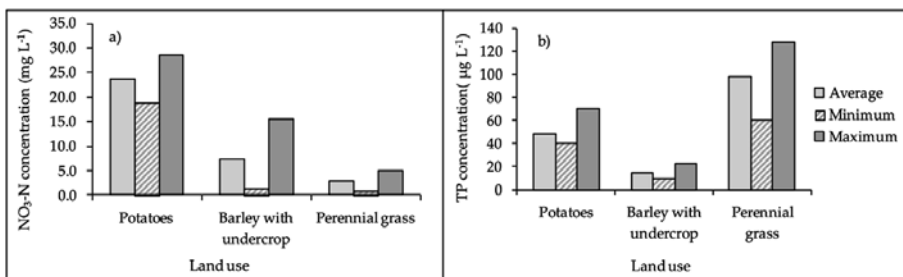 a)
NO₃-N concentration (mg L⁻¹)
35.0
30.0
25.0
20.0
15.0
10.0
5.0
0.0
Potatoes
Barley with
undercrop
Perennial grass
Land use
b)
TP concentration( µg L⁻¹)
140
120
100
80
60
40
20
0
Potatoes
Barley with
undercrop
Perennial
grass
Land use
Average
Minimum
Maximum